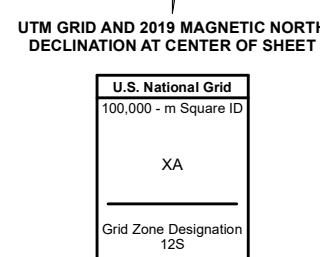 UTM GRID AND 2019 MAGNETIC NORTH
DECLINATION AT CENTER OF SHEET
U.S. National Grid
100,000 - m Square ID
XA
Grid Zone Designation
12S